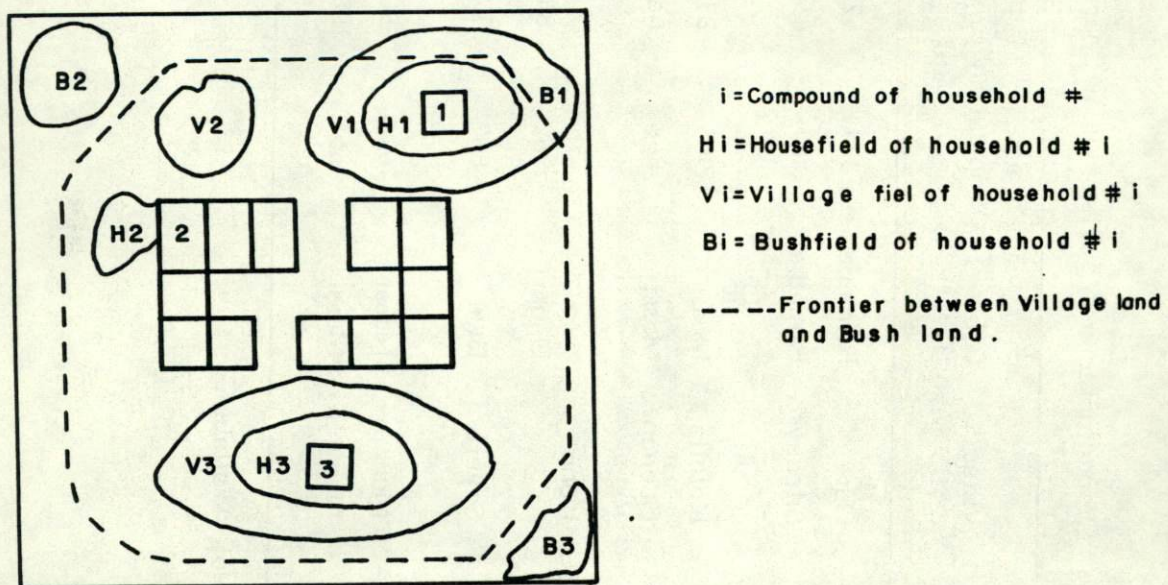 B2
V2
V1
H1
1
B1
H2
2
V3
H3
3
B3
i=Compound of household #
Hi=Housefield of household # i
Vi=Village fiel of household # i
Bi=Bushfield of household # i
----Frontier between Village land
and Bush land.